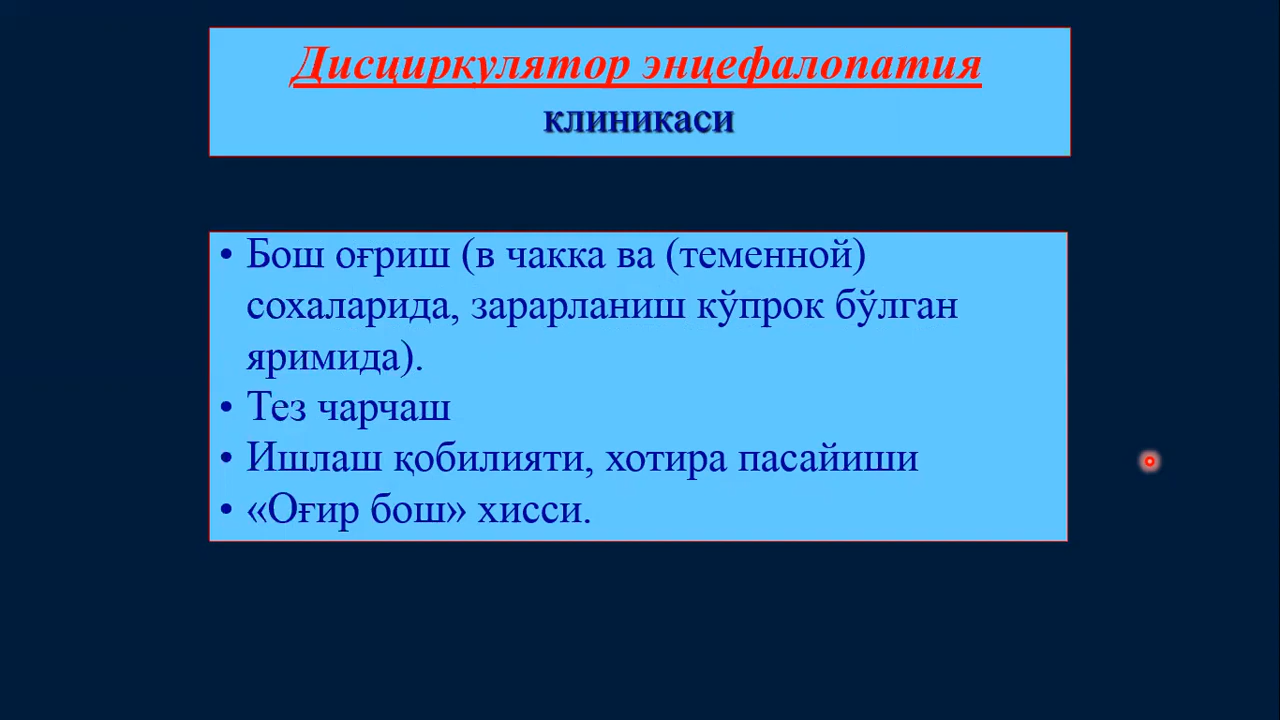 Дисциркулятор энцефалопатия
клиникаси
• Бош оғриш (в чакка ва (теменной)
сохаларида, зарарланиш кўпрок бўлган
яримида).
• Тез чарчаш
• Ишлаш қобилияти, хотира пасайиши
• «Оғир бош» хисси.